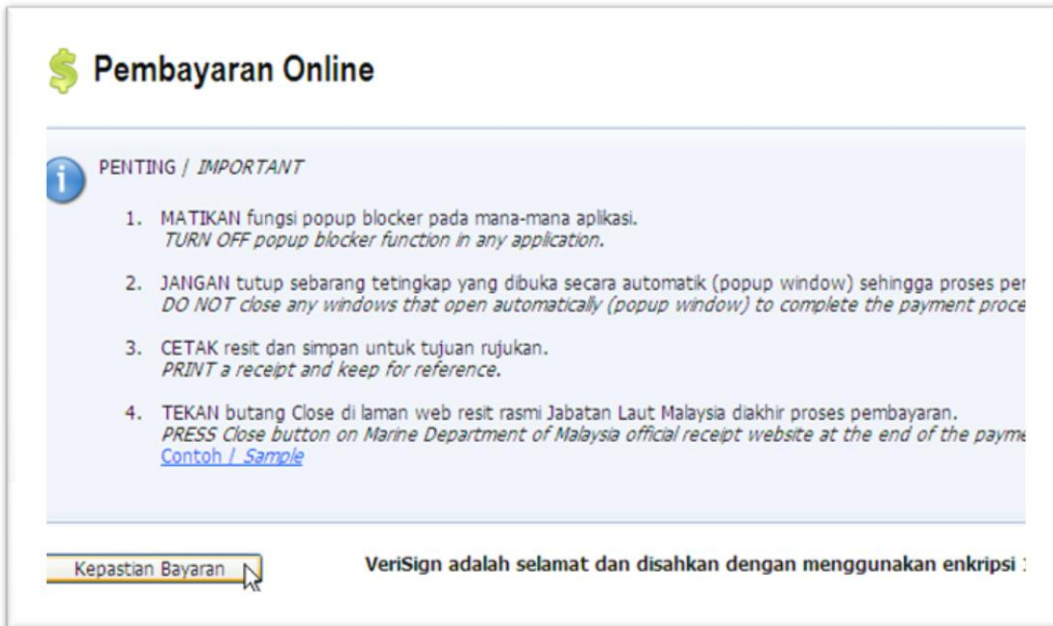 Pembayaran Online
PENTING / IMPORTANT
1. MATIKAN fungsi popup blocker pada mana-mana aplikasi.
TURN OFF popup blocker function in any application.
2. JANGAN tutup sebarang tetingkap yang dibuka secara automatik (popup window) sehingga proses
DO NOT close any windows that open automatically (popup window) to complete the payment
3. CETAK resit dan simpan untuk tujuan rujukan.
PRINT a receipt and keep for reference.
4. TEKAN butang Close di laman web resit rasmi Jabatan Laut Malaysia diakhir proses pembayaran.
PRESS Close button on Marine Department of Malaysia official receipt website at the end of the
Contoh / Sample
Kepastian Bayaran
VeriSign adalah selamat dan disahkan dengan menggunakan enkripsi